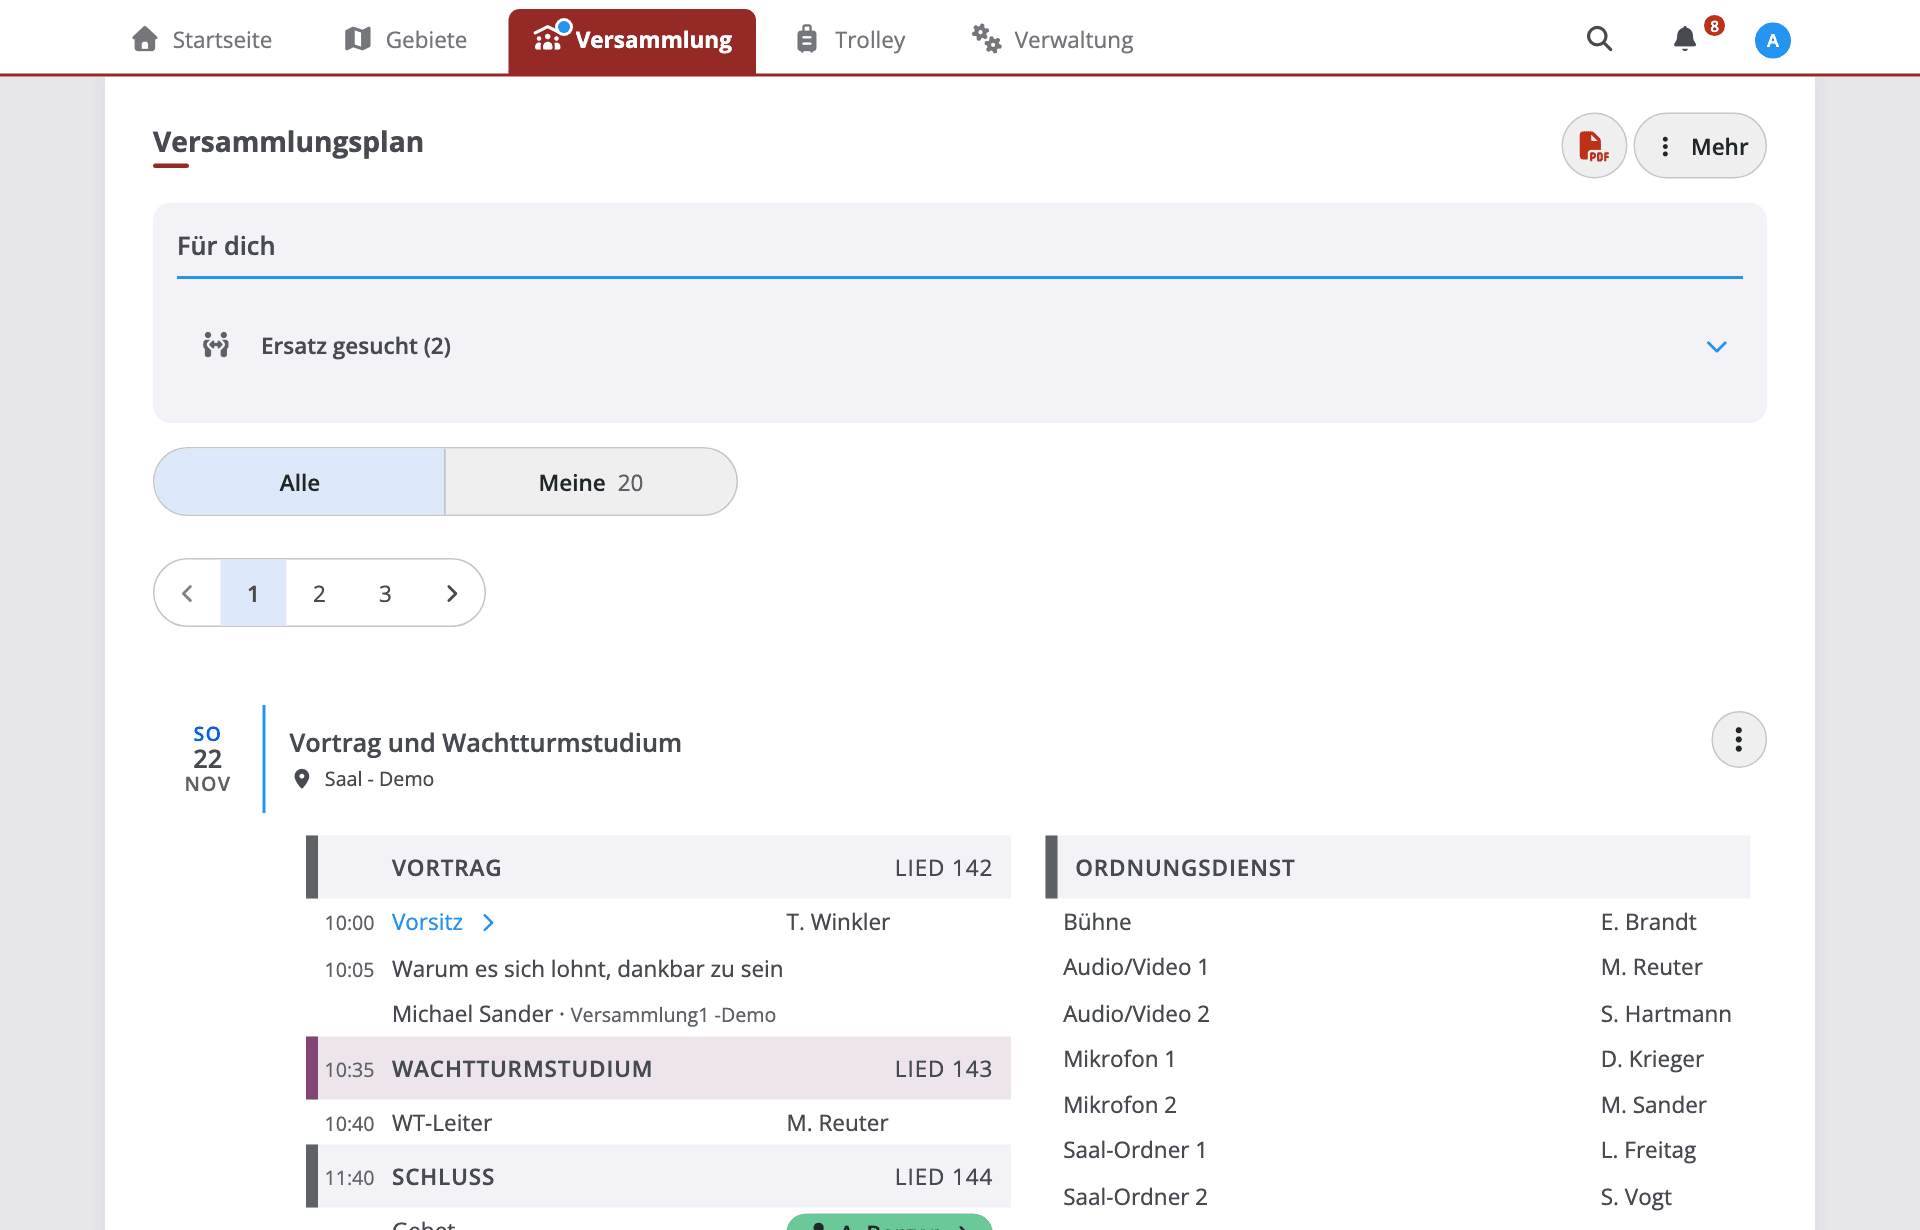 Startseite
Gebiete
Versammlung
Trolley
Verwaltung
8
A
Versammlungsplan
PDF
Mehr
Für dich
Ersatz gesucht (2)
Alle
Meine 20
1 2 3
SO
22
NOV
Vortrag und Wachtturmstudium
Saal - Demo
VORTRAG LIED 142
10:00 Vorsitz T. Winkler
10:05 Warum es sich lohnt, dankbar zu sein
Michael Sander · Versammlung1 -Demo
10:35 WACHTTURMSTUDIUM LIED 143
10:40 WT-Leiter M. Reuter
11:40 SCHLUSS LIED 144
Gebet
ORDNUNGSDIENST
Bühne E. Brandt
Audio/Video 1 M. Reuter
Audio/Video 2 S. Hartmann
Mikrofon 1 D. Krieger
Mikrofon 2 M. Sander
Saal-Ordner 1 L. Freitag
Saal-Ordner 2 S. Vogt